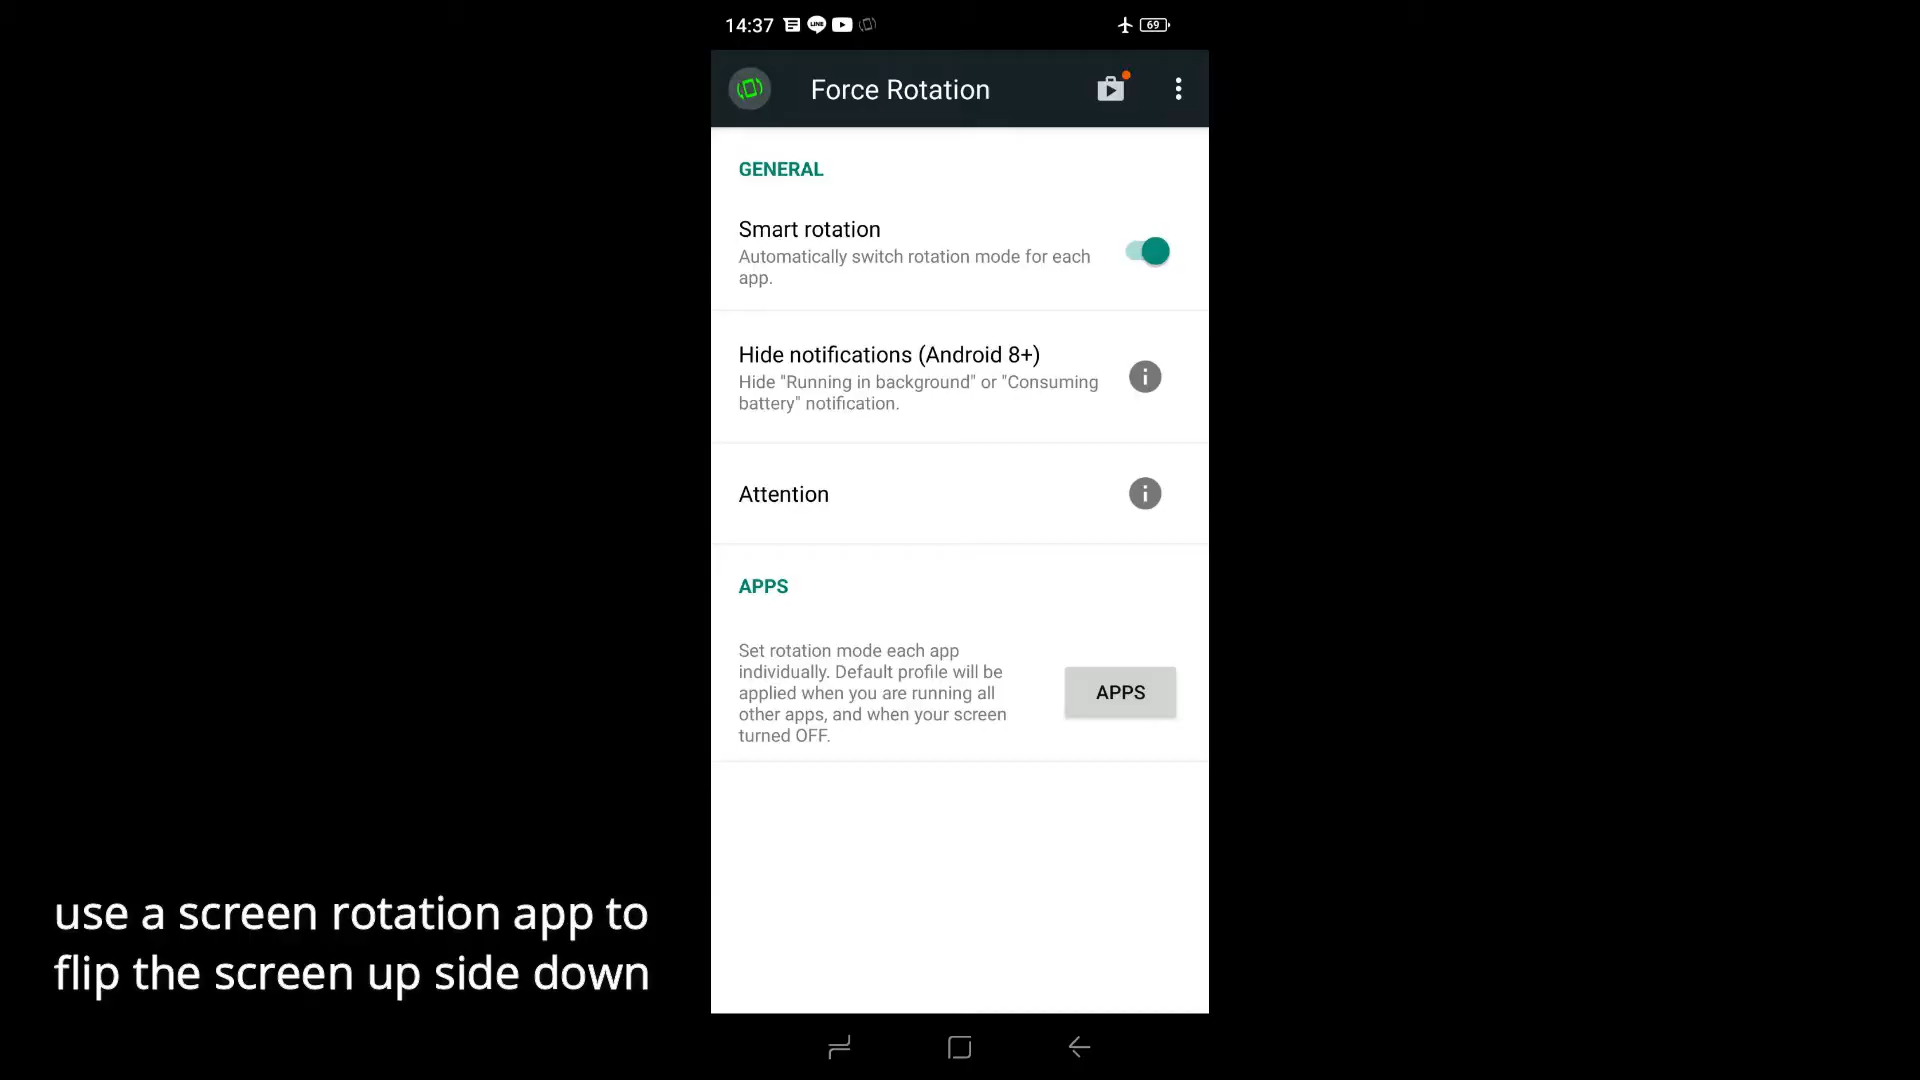 14:37
LINE
69
Force Rotation
GENERAL
Smart rotation
Automatically switch rotation mode for each
app.
Hide notifications (Android 8+)
Hide "Running in background" or "Consuming
battery" notification.
Attention
APPS
Set rotation mode each app
individually. Default profile will be
applied when you are running all
other apps, and when your screen
turned OFF.
APPS
use a screen rotation app to
flip the screen up side down